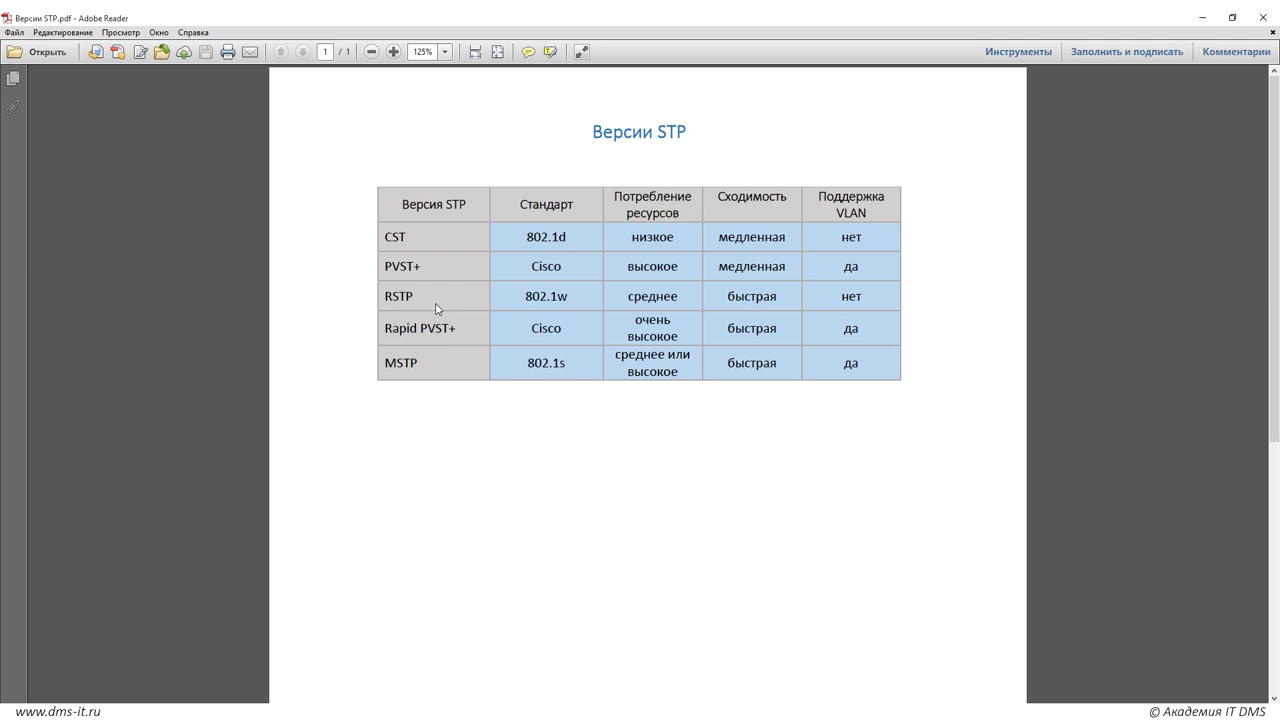 Версии STP.pdf - Adobe Reader
Файл Редактирование Просмотр Окно Справка
Открыть 1 / 1 125% Инструменты Заполнить и подписать Комментарии
Версии STP
Версия STP Стандарт Потребление ресурсов Сходимость Поддержка VLAN
CST 802.1d низкое медленная нет
PVST+ Cisco высокое медленная да
RSTP 802.1w среднее быстрая нет
Rapid PVST+ Cisco очень высокое быстрая да
MSTP 802.1s среднее или высокое быстрая да
www.dms-it.ru © Академия IT DMS